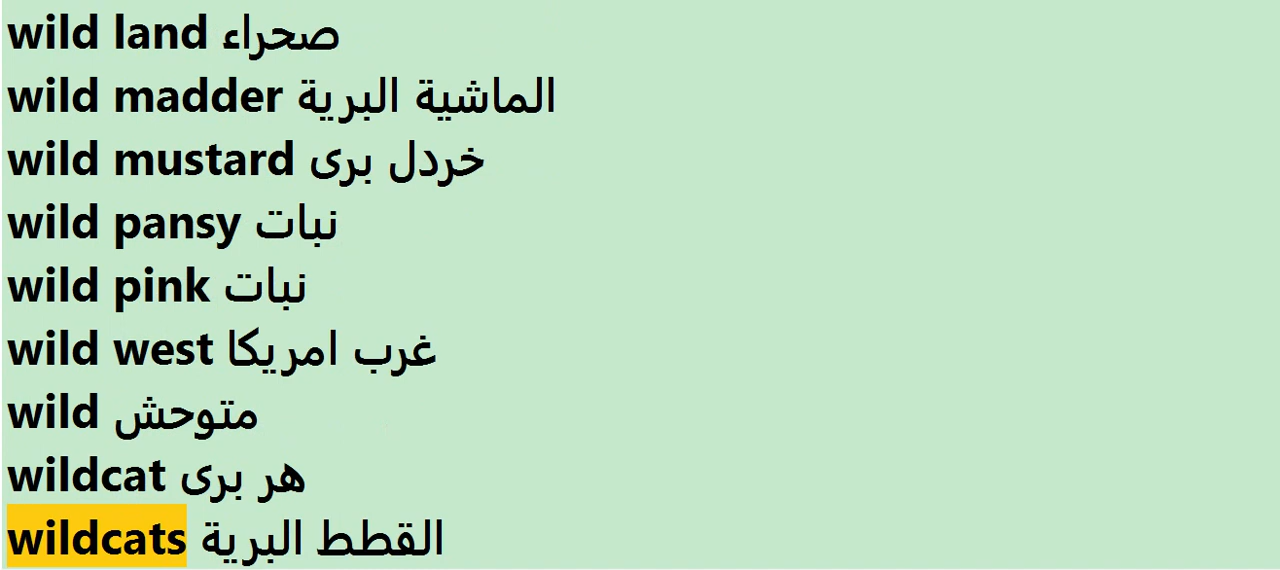 wild land صحراء
wild madder الماشية البرية
wild mustard خردل برى
wild pansy نبات
wild pink نبات
wild west غرب امريكا
wild متوحش
wildcat هر برى
wildcats القطط البرية